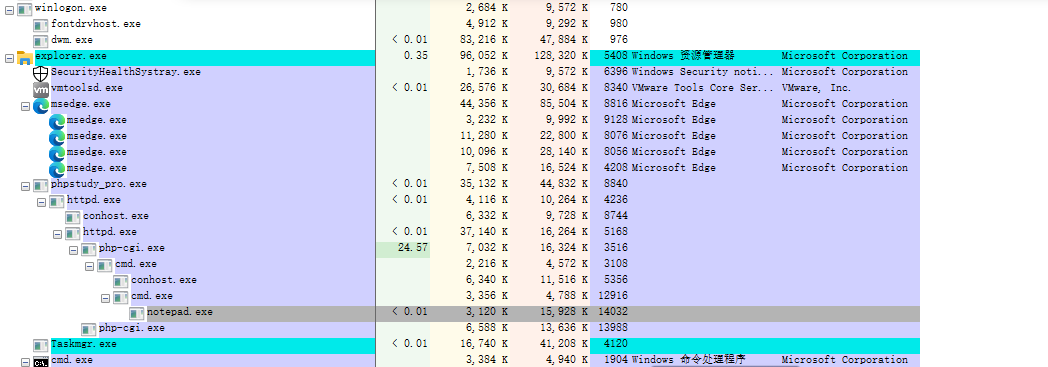 winlogon.exe 2,684 K 9,572 K 780
fontdrvhost.exe 4,912 K 9,292 K 980
dwm.exe < 0.01 83,216 K 47,884 K 976
explorer.exe 0.35 96,052 K 128,320 K 5408 Windows 资源管理器 Microsoft Corporation
SecurityHealthSystray.exe 1,736 K 9,572 K 6396 Windows Security noti... Microsoft Corporation
vm vmtoolsd.exe < 0.01 26,576 K 30,684 K 8340 VMware Tools Core Ser... VMware, Inc.
msedge.exe 44,356 K 85,504 K 8816 Microsoft Edge Microsoft Corporation
msedge.exe 3,232 K 9,992 K 9128 Microsoft Edge Microsoft Corporation
msedge.exe 11,280 K 22,800 K 8076 Microsoft Edge Microsoft Corporation
msedge.exe 10,096 K 28,140 K 8056 Microsoft Edge Microsoft Corporation
msedge.exe 7,508 K 16,524 K 4208 Microsoft Edge Microsoft Corporation
phpstudy_pro.exe < 0.01 35,132 K 44,832 K 8840
httpd.exe < 0.01 4,116 K 10,264 K 4236
conhost.exe 6,332 K 9,728 K 8744
httpd.exe < 0.01 37,140 K 16,264 K 5168
php-cgi.exe 24.57 7,032 K 16,324 K 3516
cmd.exe 2,216 K 4,572 K 3108
conhost.exe 6,340 K 11,516 K 5356
cmd.exe 3,356 K 4,788 K 12916
notepad.exe < 0.01 3,120 K 15,928 K 14032
php-cgi.exe 6,588 K 13,636 K 13988
Taskmgr.exe < 0.01 16,740 K 41,208 K 4120
cmd.exe 3,384 K 4,940 K 1904 Windows 命令处理程序 Microsoft Corporation